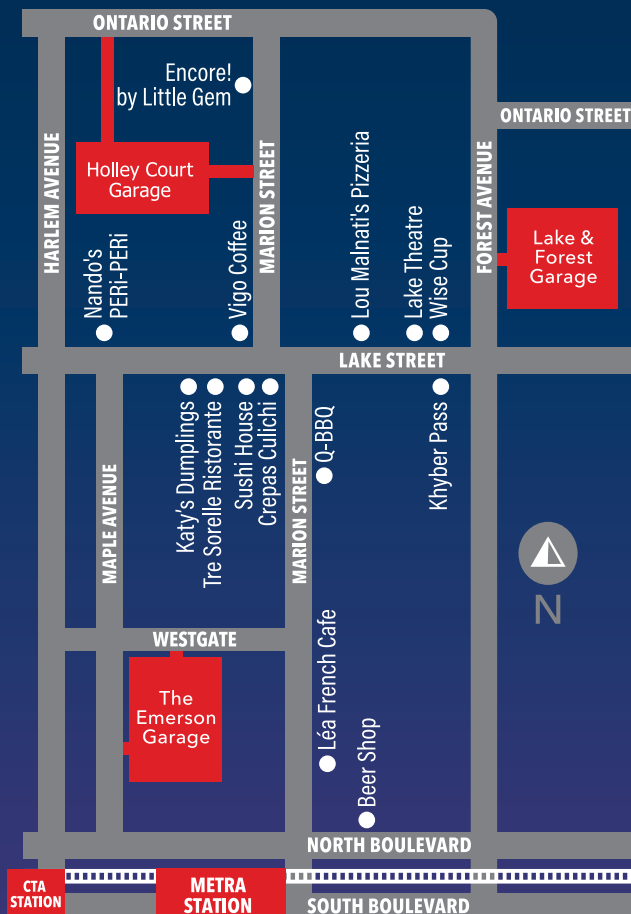 ONTARIO STREET
Encore!
by Little Gem
ONTARIO STREET
HARLEM AVENUE
Holley Court
Garage
MARION STREET
FOREST AVENUE
Lake &
Forest
Garage
Nando's
PERi-PERi
Vigo Coffee
Lou Malnati's Pizzeria
Lake Theatre
Wise Cup
LAKE STREET
MAPLE AVENUE
Katy's Dumplings
Tre Sorelle Ristorante
Sushi House
Crepas Culichi
MARION STREET
Q-BBQ
Khyber Pass
N
WESTGATE
The
Emerson
Garage
Léa French Cafe
Beer Shop
NORTH BOULEVARD
CTA
STATION
METRA
STATION
SOUTH BOULEVARD